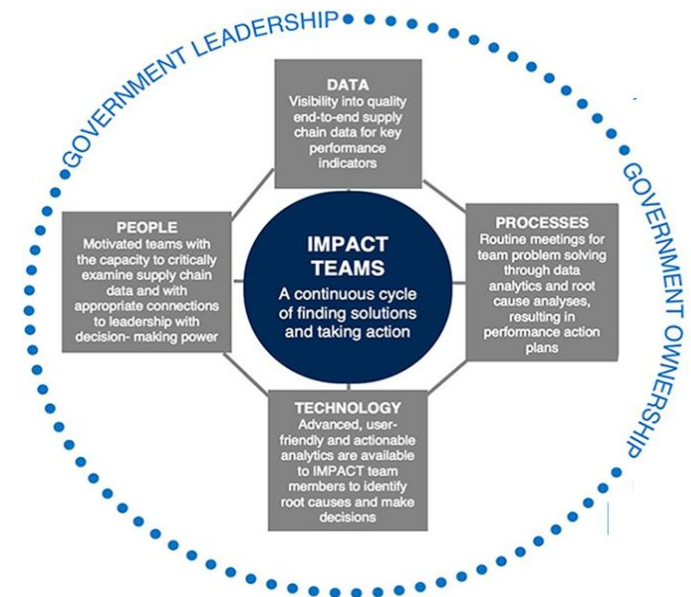 GOVERNMENT LEADERSHIP
DATA
Visibility into quality
end-to-end supply
chain data for key
performance
indicators
GOVERNMENT OWNERSHIP
PEOPLE
Motivated teams with
the capacity to critically
examine supply chain
data and with
appropriate connections
to leadership with
decision- making power
IMPACT
TEAMS
A continuous cycle
of finding solutions
and taking action
PROCESSES
Routine meetings for
team problem solving
through data
analytics and root
cause analyses,
resulting in
performance action
plans
TECHNOLOGY
Advanced, user-
friendly and actionable
analytics are available
to IMPACT team
members to identify
root causes and make
decisions